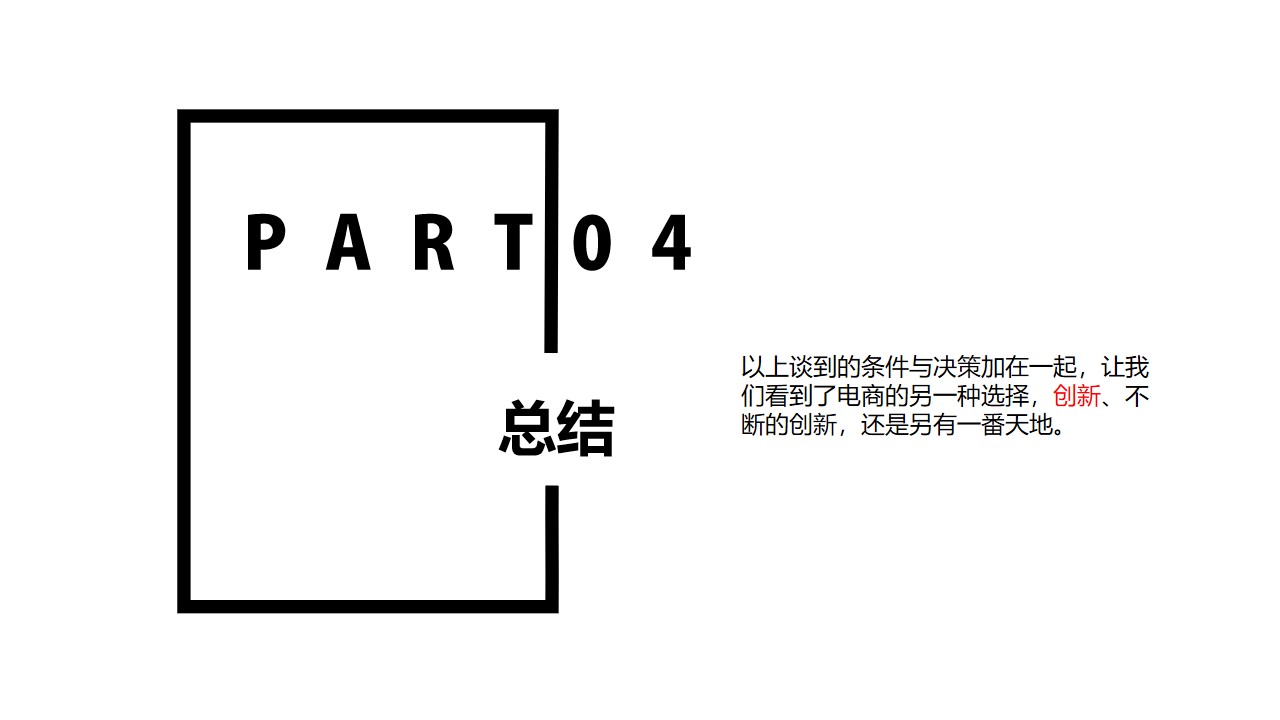 PART04
总结
以上谈到的条件与决策加在一起，让我
们看到了电商的另一种选择，创新、不
断的创新，还是另有一番天地。